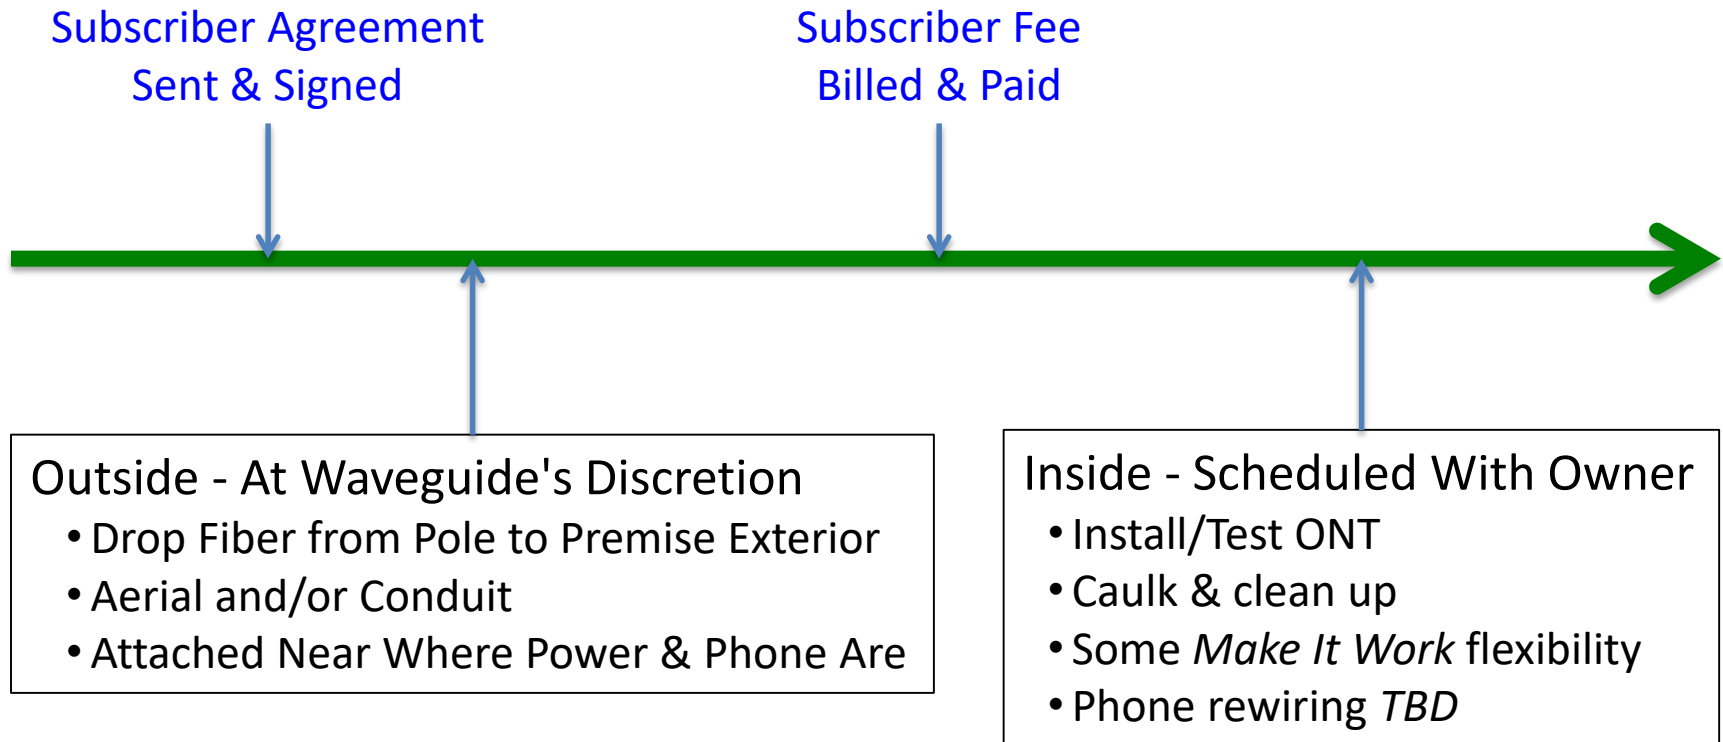 Subscriber Agreement
Sent & Signed
Subscriber Fee
Billed & Paid
Outside - At Waveguide's Discretion
• Drop Fiber from Pole to Premise Exterior
• Aerial and/or Conduit
• Attached Near Where Power & Phone Are
Inside - Scheduled With Owner
• Install/Test ONT
• Caulk & clean up
• Some Make It Work flexibility
• Phone rewiring TBD